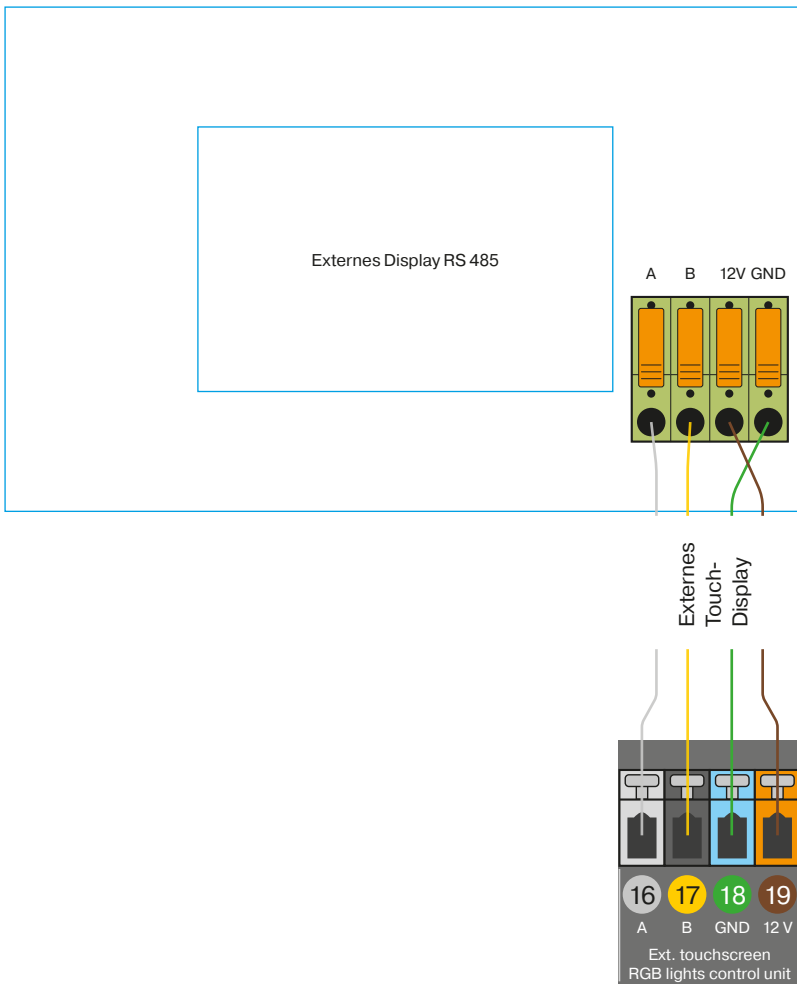 Externes Display RS 485
A B 12V GND
Externes
Touch-
Display
16 17 18 19
A B GND 12 V
Ext. touchscreen
RGB lights control unit